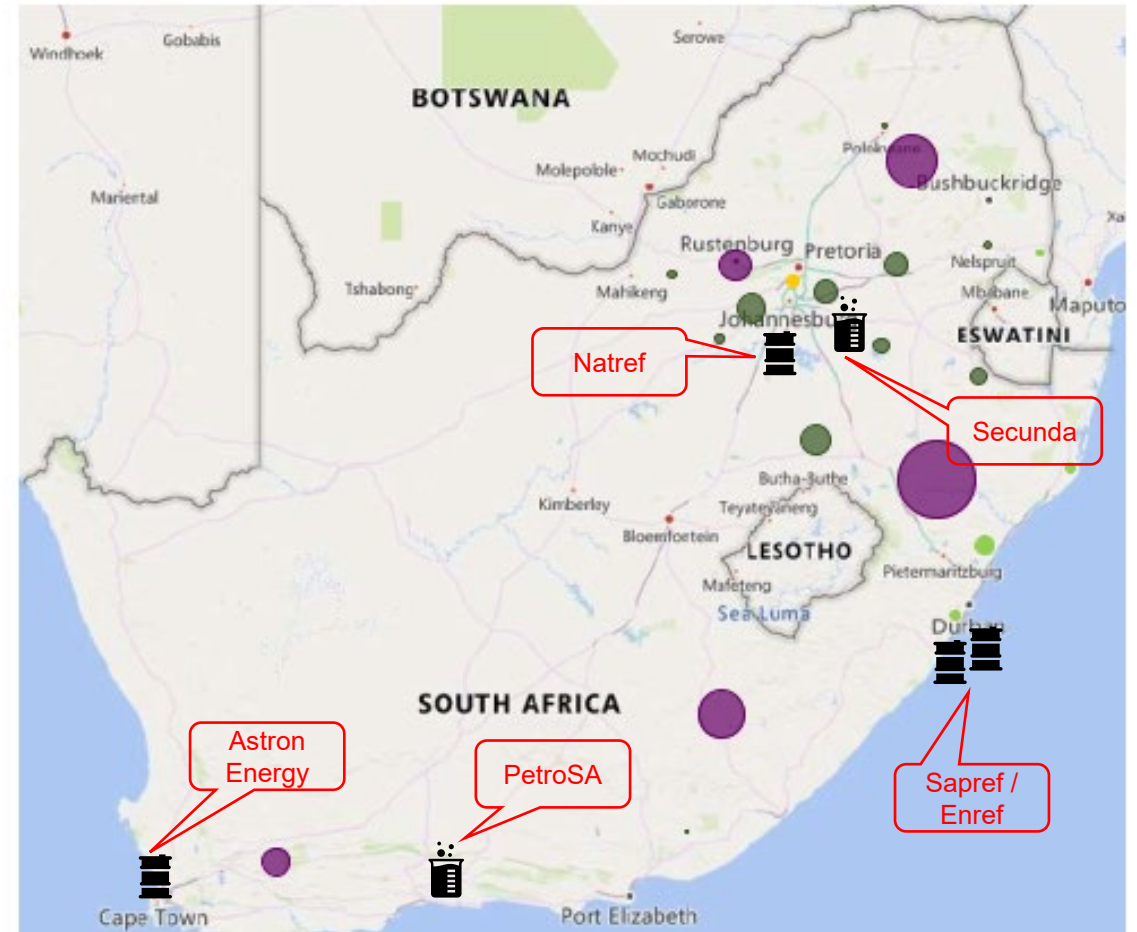 Windhoek
Gobabis
Serowe
BOTSWANA
Mochudi
Molepolole
Mariental
Bushbuckridge
Gaborone
Kanye
Rustenburg
Pretoria
Nelspruit
Tshabong
Mahikeng
Mbabane
Maputo
ESWATINI
Natref
Secunda
Butha-Buthe
Kimberley
Teyateyaneng
Bloemfontein
LESOTHO
Pietermaritzburg
Mafeteng
Sea Luma
Durban
SOUTH AFRICA
Astron
Energy
PetroSA
Sapref /
Enref
Cape Town
Port Elizabeth